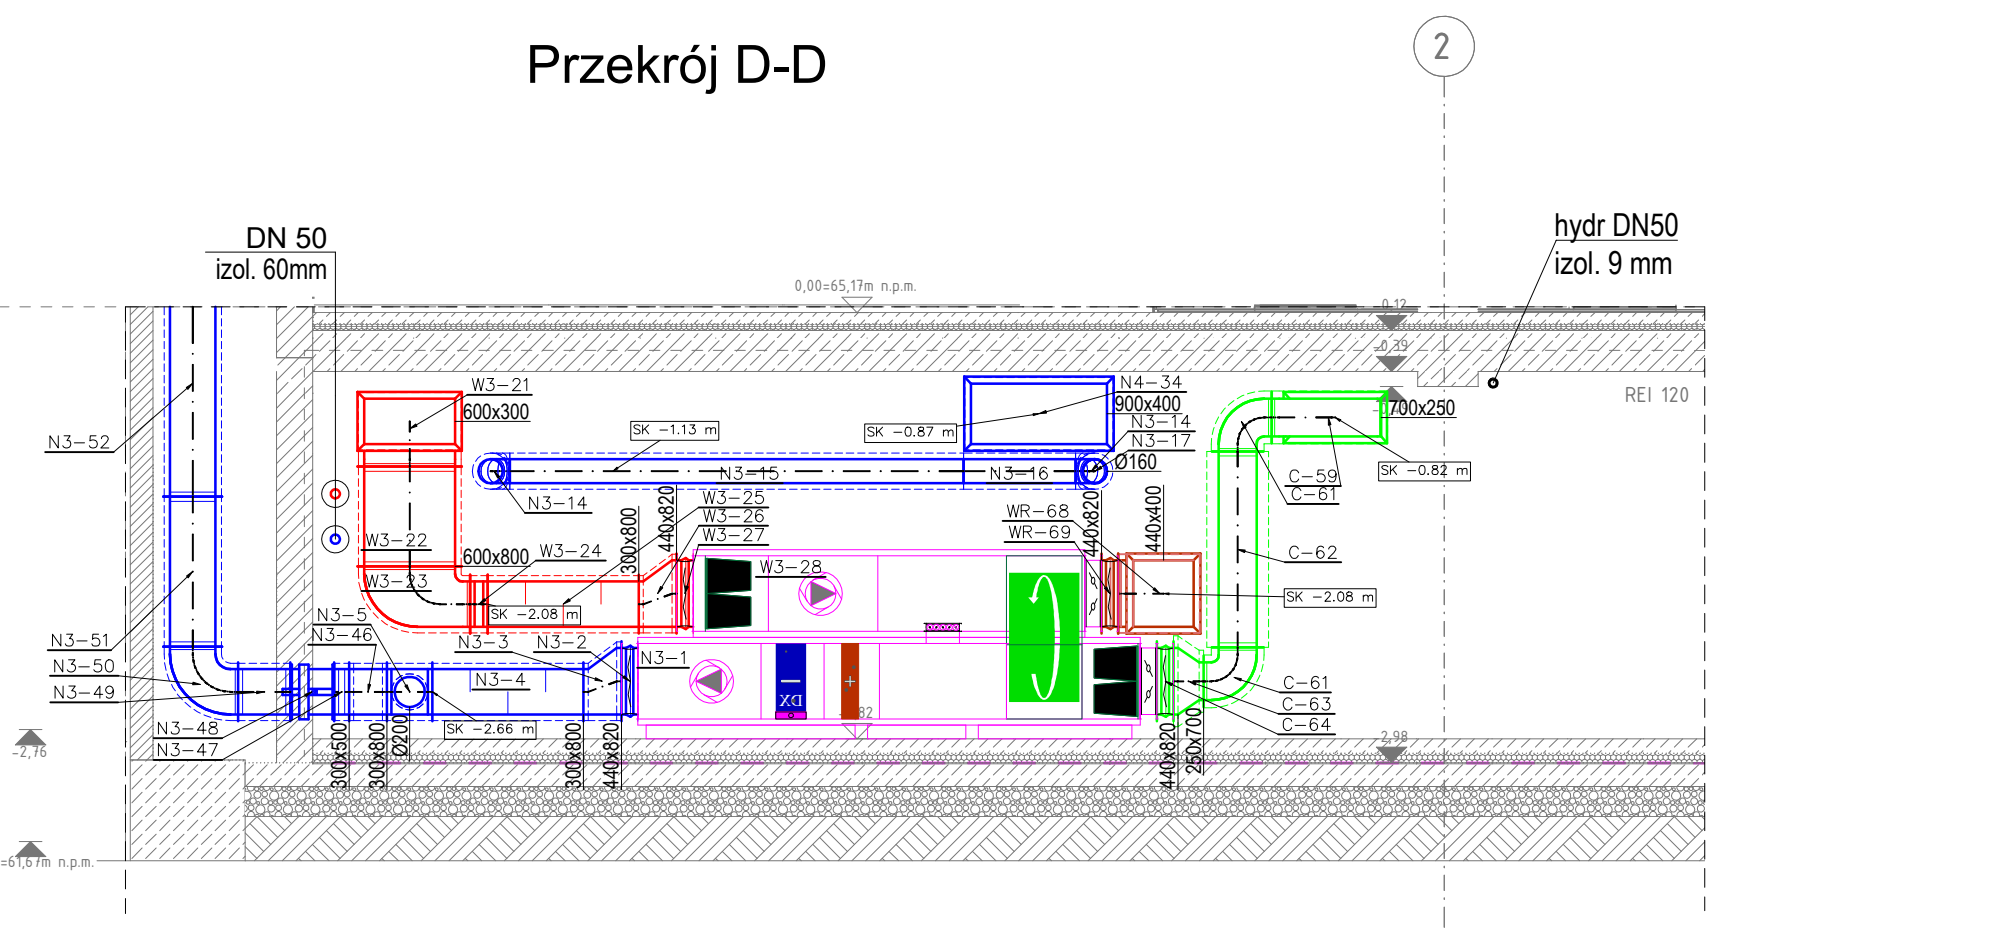 Przekrój D-D
2
DN 50
izol. 60mm
hydr DN50
izol. 9 mm
0,00=65,17m n.p.m.
-0,12
-0,39
REI 120
W3-21
600x300
SK -1.13 m
SK -0.87 m
N4-34
900x400
N3-14
N3-17
Ø160
700x250
SK -0.82 m
C-59
C-61
N3-52
N3-15
N3-16
N3-14
W3-25
W3-26
W3-27
440x820
300x800
W3-22
600x800
W3-24
W3-23
W3-28
WR-68
WR-69
440x820
440x400
C-62
SK -2.08 m
SK -2.08 m
N3-5
N3-46
N3-3
N3-2
N3-1
N3-4
N3-51
N3-50
N3-49
N3-48
N3-47
SK -2.66 m
DX
C-61
C-63
C-64
300x500
300x800
Ø200
300x800
440x820
440x820
250x700
2,98
-2,76
=61,67m n.p.m.